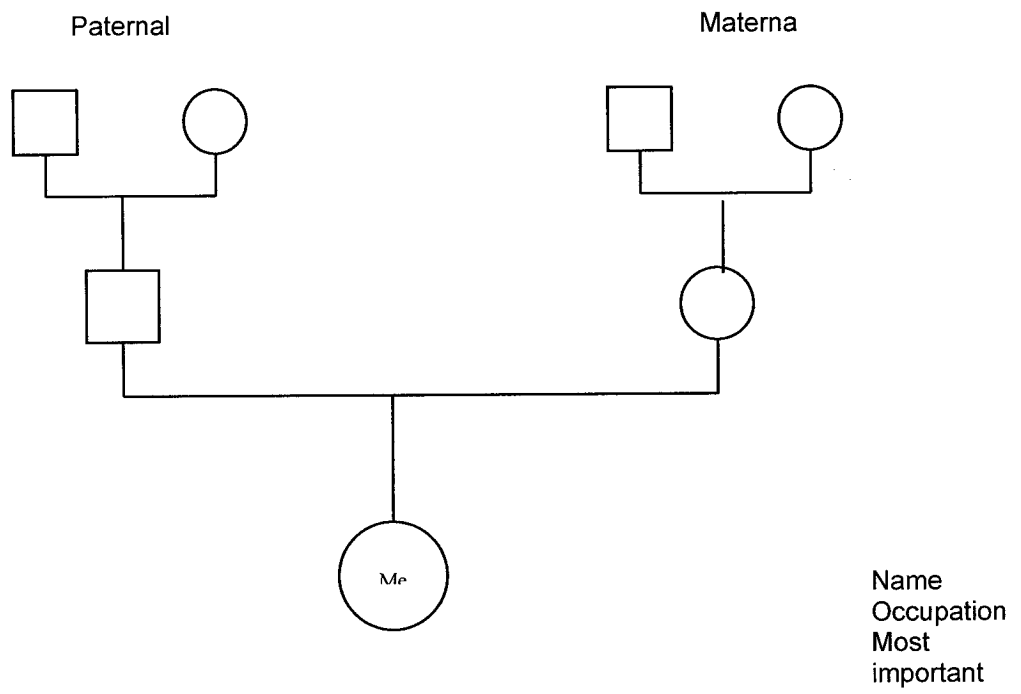 Paternal
Materna
Me
Name
Occupation
Most
important